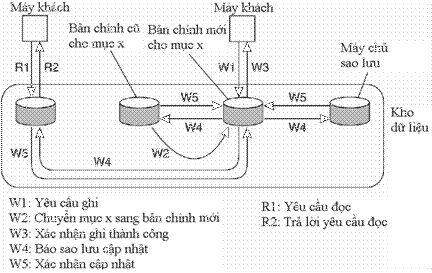 Máy khách
Bản chính cũ
cho mục x
Bản chính mới
cho mục x
Máy khách
Máy chủ
sao lưu
R1
R2
W1
W3
W5
W5
W4
W4
W2
W5
W4
Kho
dữ liệu
W1: Yêu cầu ghi
W2: Chuyển mục x sang bản chính mới
W3: Xác nhận ghi thành công
W4: Báo sao lưu cập nhật
W5: Xác nhận cập nhật
R1: Yêu cầu đọc
R2: Trả lời yêu cầu đọc